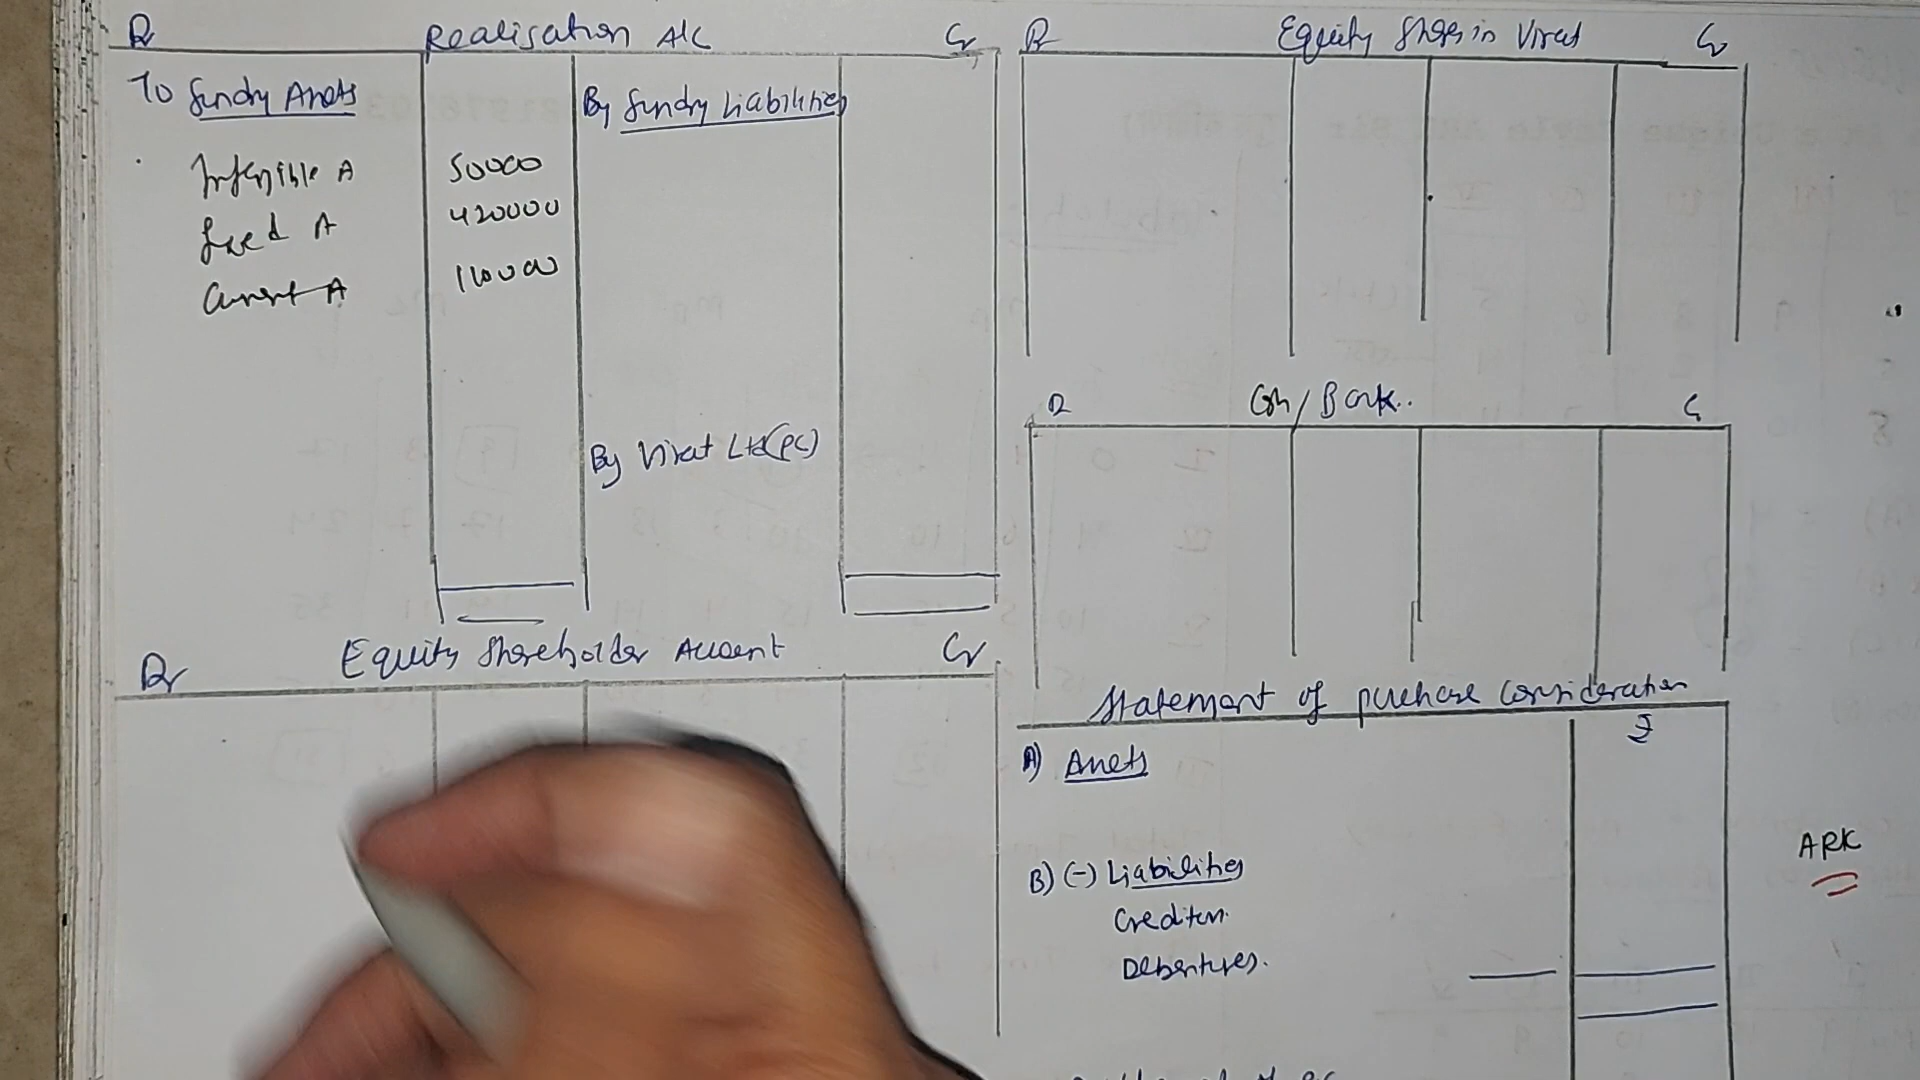 Dr Realisation A/C Cr
To Sundry Assets By Sundry Liabilities
Intangible A 50000
Fixed A 420000
Current A
By Virat Ltd (PC)
Dr Equity Shareholder Account Cr
Dr Equity Shares in Virat Cr
Cash/Bank..
Statement of purchase Consideration
₹
A) Assets
B) (-) Liabilities
Creditors.
Debentures.
ARK